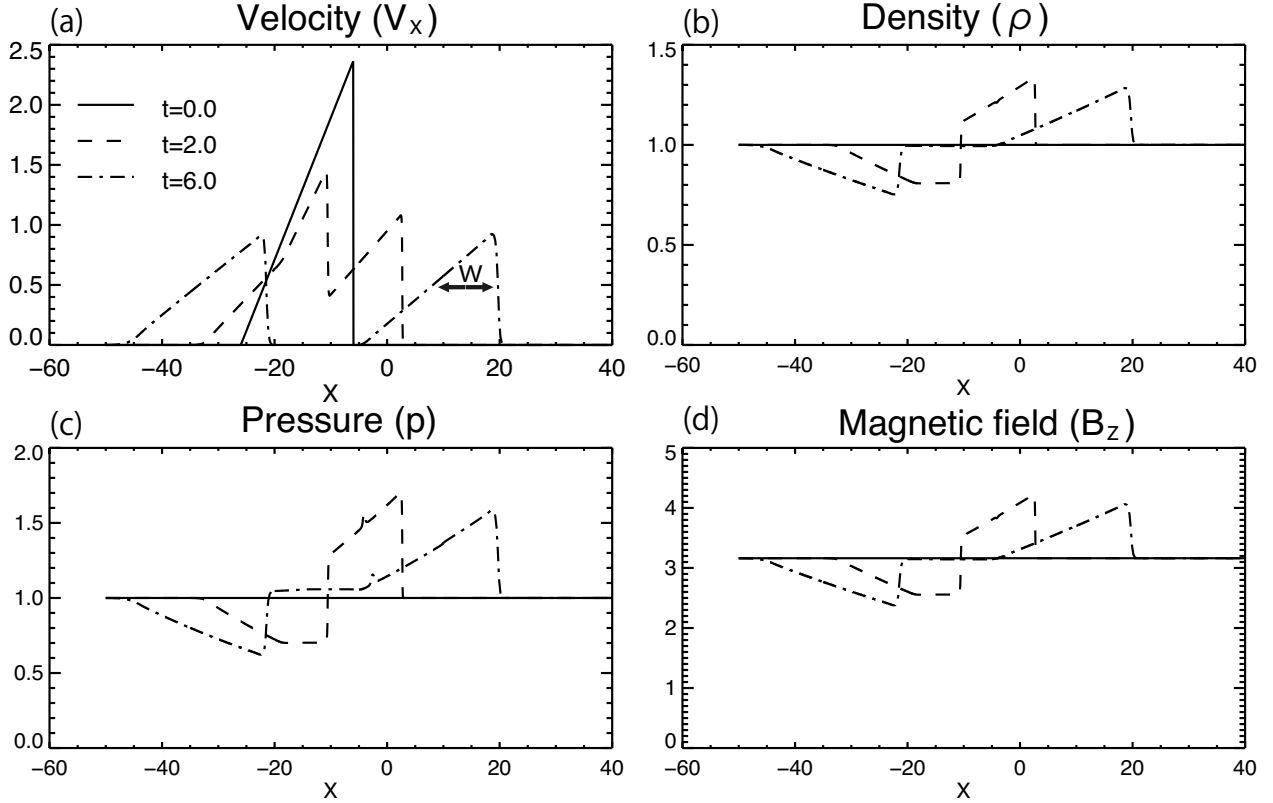 (a) Velocity (Vx)
2.5
2.0
1.5
1.0
0.5
0.0
t=0.0
t=2.0
t=6.0
W
−60 −40 −20 0 20 40
X
(b) Density (ρ)
1.5
1.0
0.5
0.0
−60 −40 −20 0 20 40
X
(c) Pressure (p)
2.0
1.5
1.0
0.5
0.0
−60 −40 −20 0 20 40
X
(d) Magnetic field (Bz)
5
4
3
2
1
0
−60 −40 −20 0 20 40
X